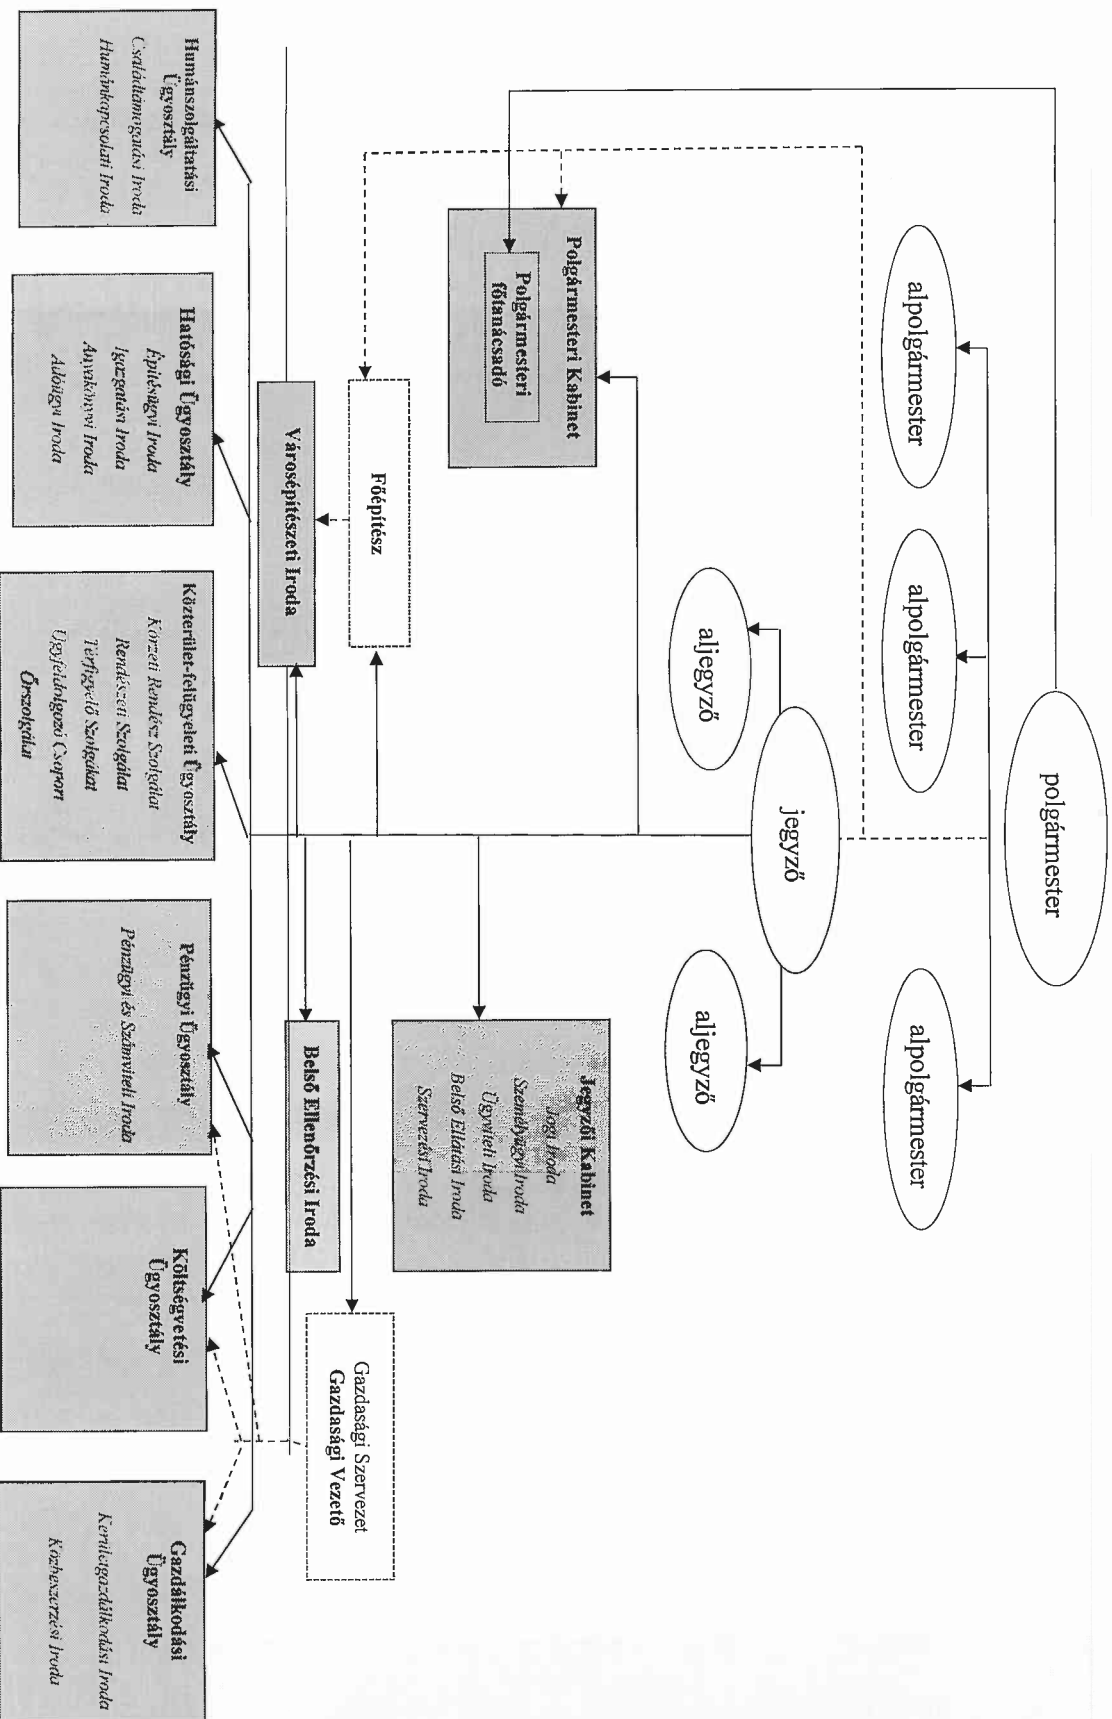 polgármester
alpolgármester
alpolgármester
alpolgármester
jegyző
aljegyző
aljegyző
Polgármesteri Kabinet
Polgármesteri
főtanácsadó
Jegyzői Kabinet
Jogi Iroda
Személyügyi Iroda
Ügyviteli Iroda
Belső Ellátási Iroda
Szervezési Iroda
Főépítész
Gazdasági Szervezet
Gazdasági Vezető
Városépítészeti Iroda
Belső Ellenőrzési Iroda
Humánszolgáltatási
Ügyosztály
Családtámogatási Iroda
Humánkapcsolati Iroda
Hatósági Ügyosztály
Építésügyi Iroda
Igazgatási Iroda
Anyakönyvi Iroda
Adóügyi Iroda
Közterület-felügyeleti Ügyosztály
Körzeti Rendész Szolgálat
Rendészeti Szolgálat
Térfigyelő Szolgálat
Ügyfeldolgozó Csoport
Őrszolgálat
Pénzügyi Ügyosztály
Pénzügyi és Számviteli Iroda
Költségvetési
Ügyosztály
Gazdálkodási
Ügyosztály
Kerületgazdálkodási Iroda
Közbeszerzési Iroda